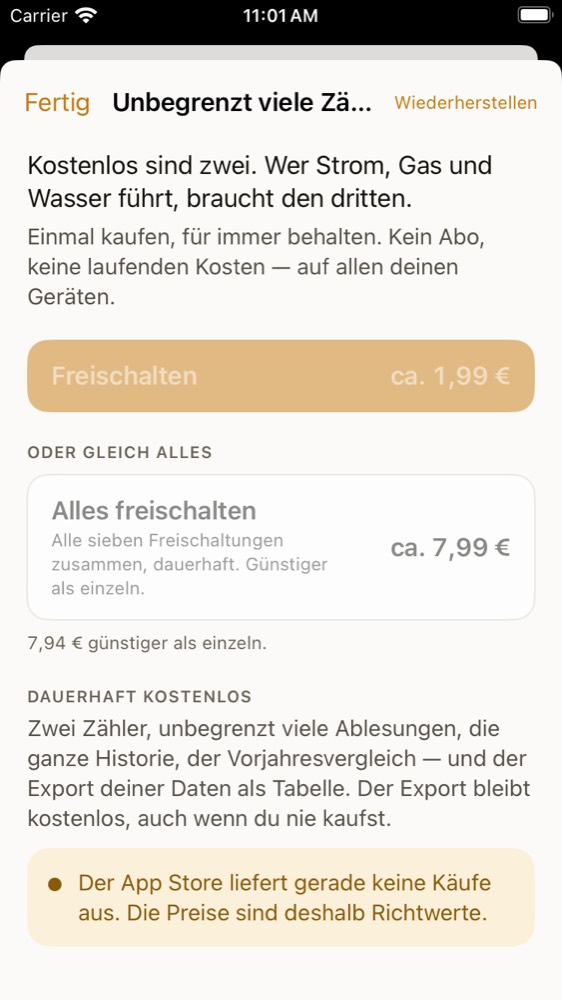 Carrier
11:01 AM
Fertig
Unbegrenzt viele Zä...
Wiederherstellen
Kostenlos sind zwei. Wer Strom, Gas und
Wasser führt, braucht den dritten.
Einmal kaufen, für immer behalten. Kein Abo,
keine laufenden Kosten — auf allen deinen
Geräten.
Freischalten
ca. 1,99 €
ODER GLEICH ALLES
Alles freischalten
Alle sieben Freischaltungen
zusammen, dauerhaft. Günstiger
als einzeln.
ca. 7,99 €
7,94 € günstiger als einzeln.
DAUERHAFT KOSTENLOS
Zwei Zähler, unbegrenzt viele Ablesungen, die
ganze Historie, der Vorjahresvergleich — und der
Export deiner Daten als Tabelle. Der Export bleibt
kostenlos, auch wenn du nie kaufst.
Der App Store liefert gerade keine Käufe
aus. Die Preise sind deshalb Richtwerte.